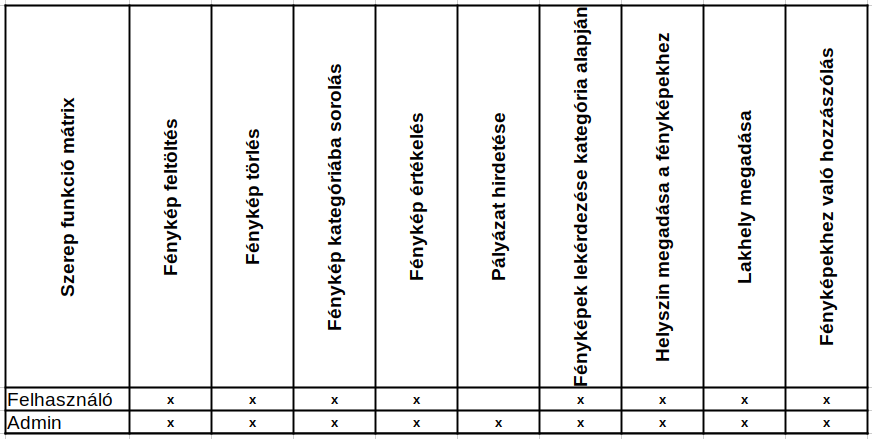 Szerep funkció mátrix
Fénykép feltöltés
Fénykép törlés
Fénykép kategóriába sorolás
Fénykép értékelés
Pályázat hirdetése
Fényképek lekérdezése kategória alapján
Helyszin megadása a fényképekhez
Lakhely megadása
Fényképekhez való hozzászólás
Felhasználó x x x x x x x x
Admin x x x x x x x x x